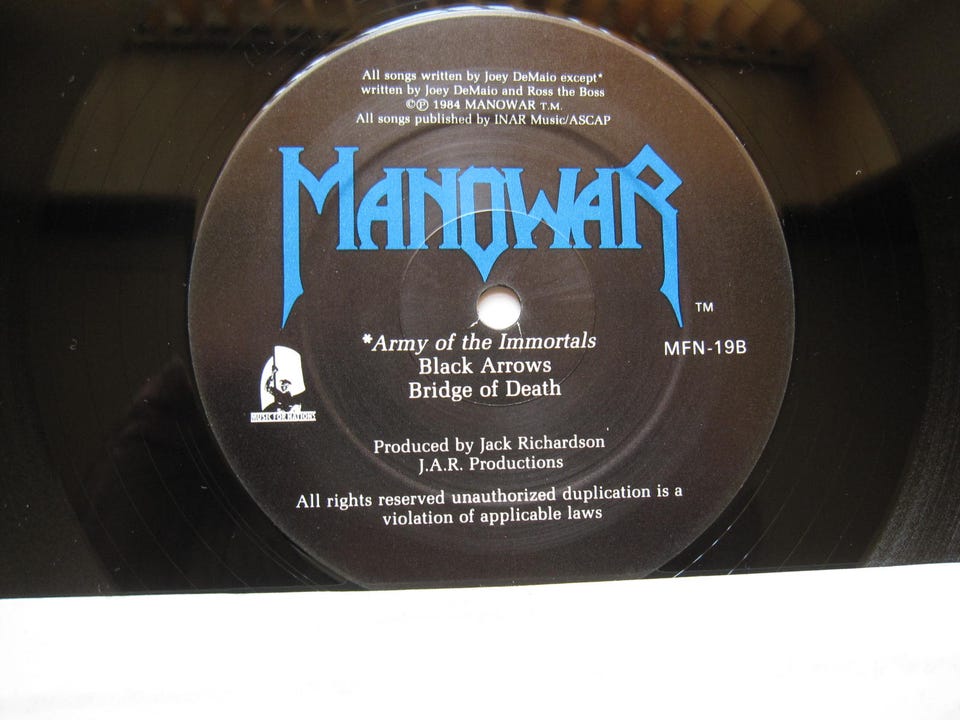 All songs written by Joey DeMaio except*
written by Joey DeMaio and Ross the Boss
©℗ 1984 MANOWAR T.M.
All songs published by INAR Music/ASCAP
MANOWAR
TM
*Army of the Immortals
MFN-19B
Black Arrows
Bridge of Death
MUSIC FOR NATIONS
Produced by Jack Richardson
J.A.R. Productions
All rights reserved unauthorized duplication is a
violation of applicable laws